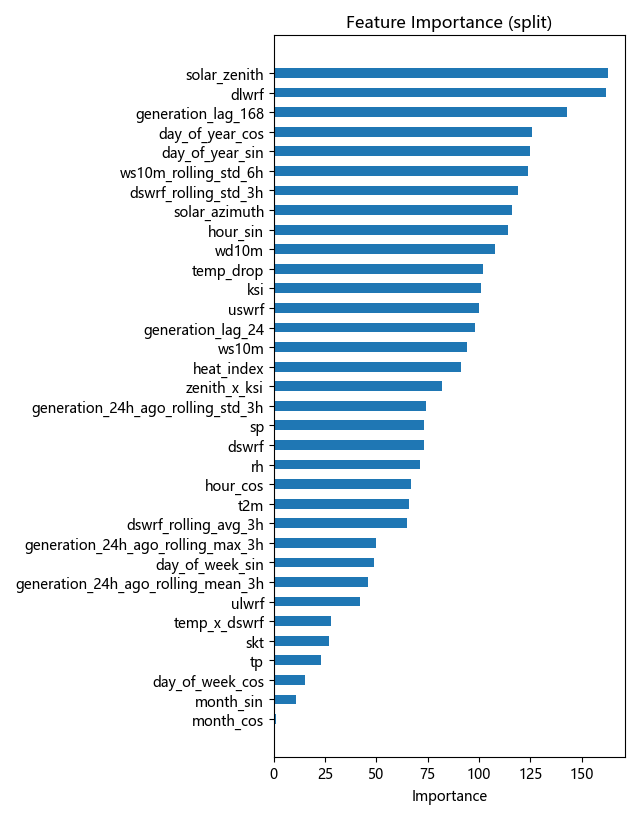 Feature Importance (split)
solar_zenith
dlwrf
generation_lag_168
day_of_year_cos
day_of_year_sin
ws10m_rolling_std_6h
dswrf_rolling_std_3h
solar_azimuth
hour_sin
wd10m
temp_drop
ksi
uswrf
generation_lag_24
ws10m
heat_index
zenith_x_ksi
generation_24h_ago_rolling_std_3h
sp
dswrf
rh
hour_cos
t2m
dswrf_rolling_avg_3h
generation_24h_ago_rolling_max_3h
day_of_week_sin
generation_24h_ago_rolling_mean_3h
ulwrf
temp_x_dswrf
skt
tp
day_of_week_cos
month_sin
month_cos
0 25 50 75 100 125 150
Importance